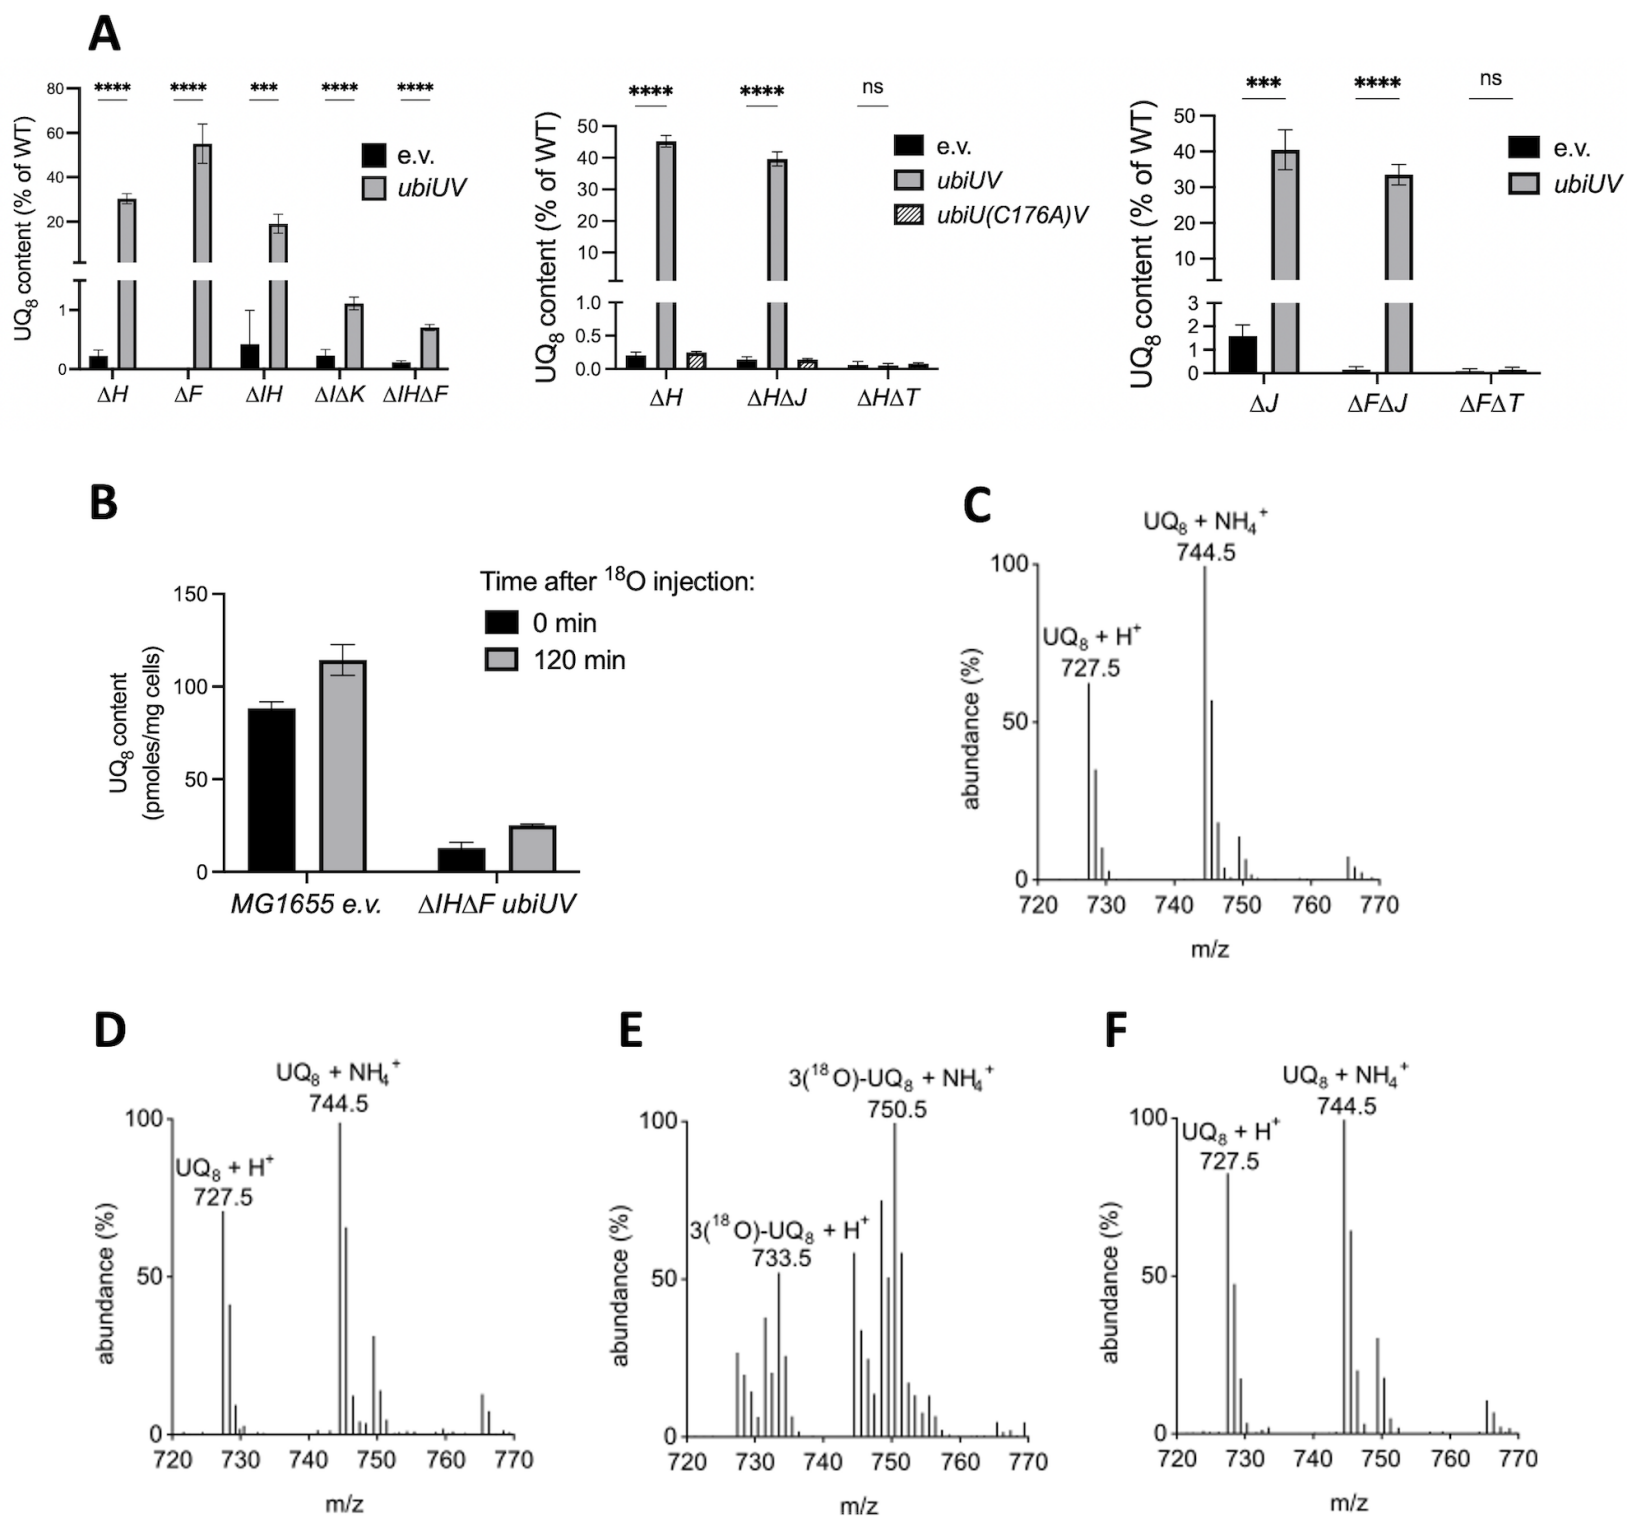 A
**** **** *** **** ****
UQ8 content (% of WT)
80
60
40
20
1
0
ΔH ΔF ΔIH ΔIΔK ΔIHΔF
e.v.
ubiUV
**** **** ns
UQ8 content (% of WT)
50
40
30
20
10
1.0
0.5
0.0
ΔH ΔHΔJ ΔHΔT
e.v.
ubiUV
ubiU(C176A)V
*** **** ns
UQ8 content (% of WT)
50
40
30
20
10
3
2
1
0
ΔJ ΔFΔJ ΔFΔT
e.v.
ubiUV
B
UQ8 content
(pmoles/mg cells)
150
100
50
0
MG1655 e.v. ΔIHΔF ubiUV
Time after 18O injection:
0 min
120 min
C
UQ8 + NH4+
744.5
UQ8 + H+
727.5
abundance (%)
100
50
0
720 730 740 750 760 770
m/z
D
UQ8 + NH4+
744.5
UQ8 + H+
727.5
abundance (%)
100
50
0
720 730 740 750 760 770
m/z
E
3(18O)-UQ8 + NH4+
750.5
3(18O)-UQ8 + H+
733.5
abundance (%)
100
50
0
720 730 740 750 760 770
m/z
F
UQ8 + NH4+
744.5
UQ8 + H+
727.5
abundance (%)
100
50
0
720 730 740 750 760 770
m/z